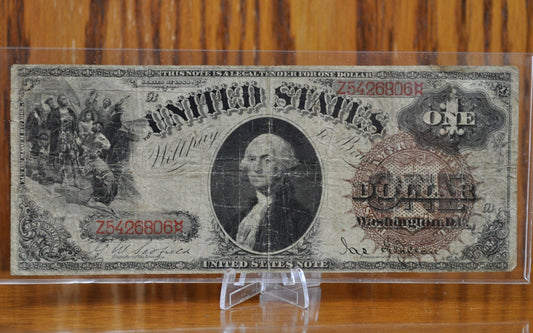 THIS NOTE IS A LEGAL TENDER FOR ONE DOLLAR
Z5426806
UNITED STATES
1
ONE
Will pay
DOLLAR
Washington, D.C.
Z5426806
UNITED STATES NOTE